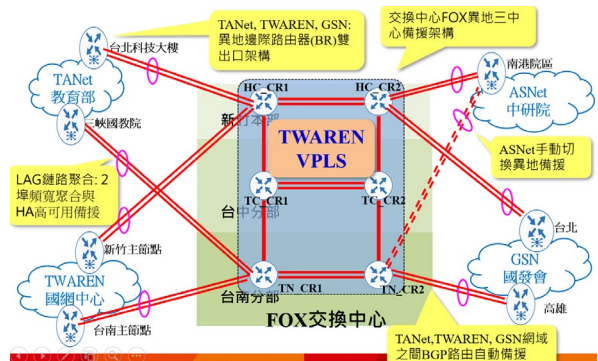 TANet, TWAREN, GSN:
異地邊際路由器(BR)雙
出口架構
交換中心FOX異地三中
心備援架構
台北科技大樓
南港院區
TANet
教育部
HC_CR1
HC_CR2
ASNet
中研院
三峽國教院
新竹本部
TWAREN
VPLS
ASNet手動切
換異地備援
LAG鏈路聚合: 2
埠頻寬聚合與
HA高可用備援
TC_CR1
TC_CR2
台中分部
台北
新竹主節點
GSN
國發會
TWAREN
國網中心
高雄
台南分部
TN_CR1
TN_CR2
台南主節點
FOX交換中心
TANet,TWAREN, GSN網域
之間BGP路由自動備援